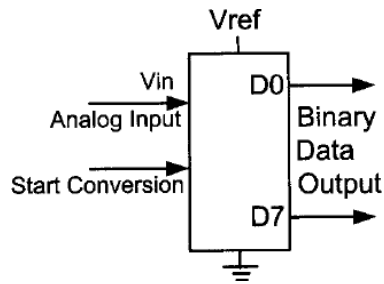 Vref
Vin
Analog Input
Start Conversion
D0
D7
Binary
Data
Output